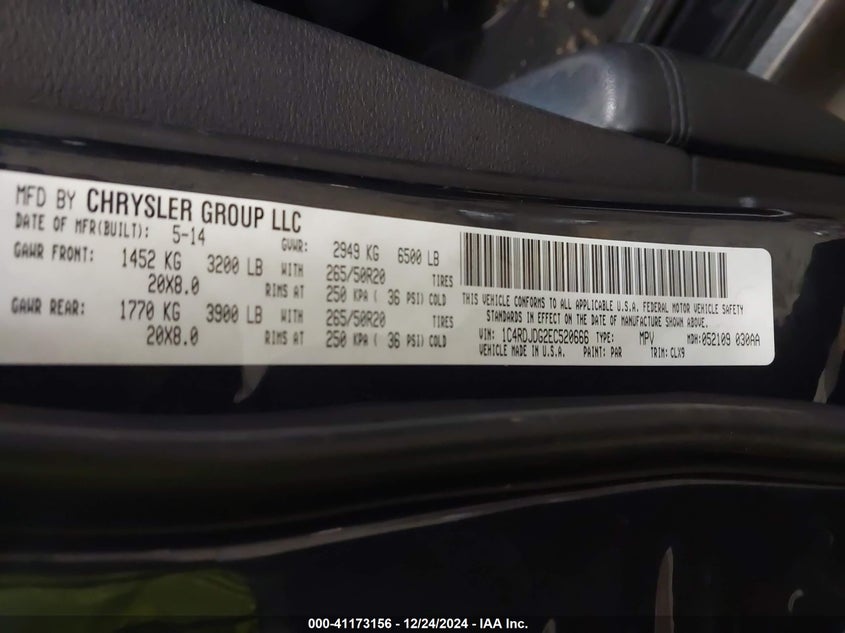 MFD BY CHRYSLER GROUP LLC
DATE OF MFR(BUILT): 5-14 GVWR: 2949 KG 6500 LB
GAWR FRONT: 1452 KG 3200 LB WITH 265/50R20 TIRES
20X8.0 RIMS AT 250 KPA ( 36 PSI) COLD
GAWR REAR: 1770 KG 3900 LB WITH 265/50R20 TIRES
20X8.0 RIMS AT 250 KPA ( 36 PSI) COLD
THIS VEHICLE CONFORMS TO ALL APPLICABLE U.S.A. FEDERAL MOTOR VEHICLE SAFETY
STANDARDS IN EFFECT ON THE DATE OF MANUFACTURE SHOWN ABOVE.
VIN: 1C4RDJDG2EC520666 TYPE: MPV MDH:052109 030AA
VEHICLE MADE IN U.S.A. PAINT: PAR TRIM: CLX9
000-41173156 - 12/24/2024 - IAA Inc.